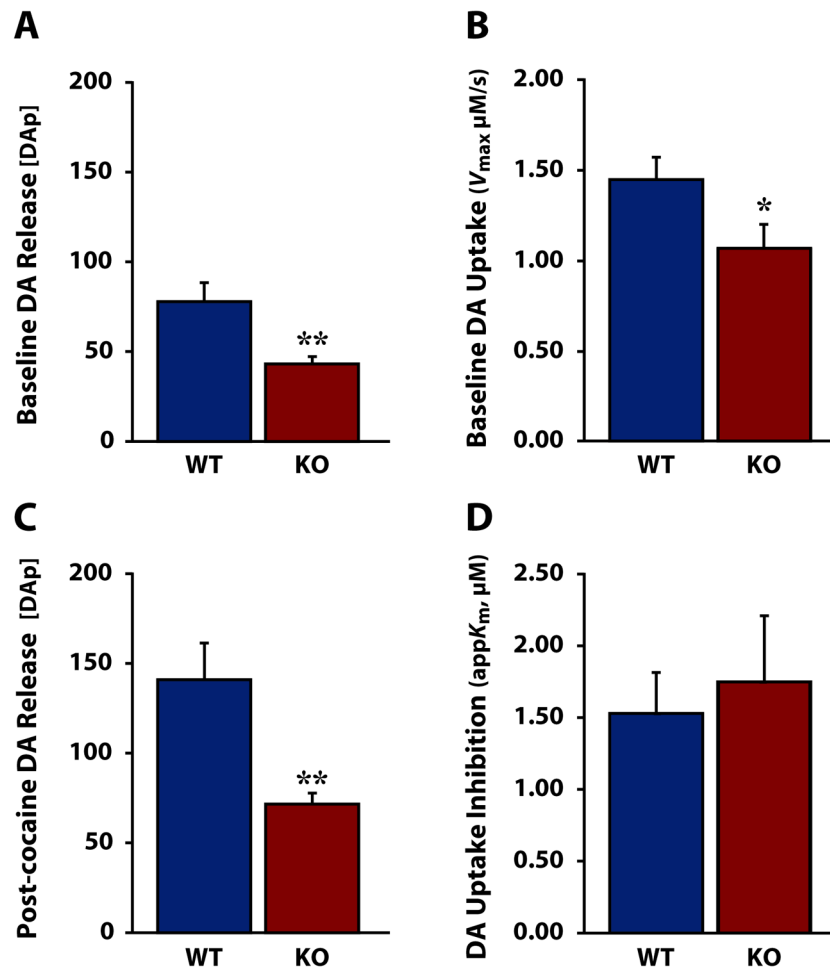 A
Baseline DA Release [DAp]
200
150
100
50
0
**
WT KO
B
Baseline DA Uptake (Vmax µM/s)
2.00
1.50
1.00
0.50
0.00
*
WT KO
C
Post-cocaine DA Release [DAp]
200
150
100
50
0
**
WT KO
D
DA Uptake Inhibition (appKm, µM)
2.50
2.00
1.50
1.00
0.50
0.00
WT KO